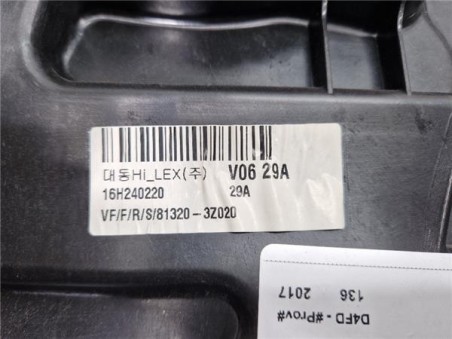 대동Hi_LEX(주) V06 29A
16H240220 29A
VF/F/R/S/81320-3Z020
D4FD - #Prov#
136 2017